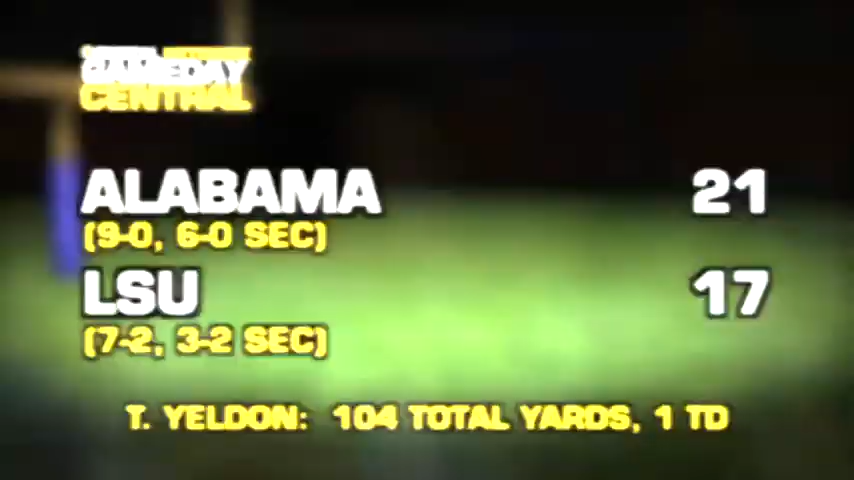 GAMEDAY
CENTRAL
ALABAMA 21
(9-0, 6-0 SEC)
LSU 17
(7-2, 3-2 SEC)
T. YELDON: 104 TOTAL YARDS, 1 TD